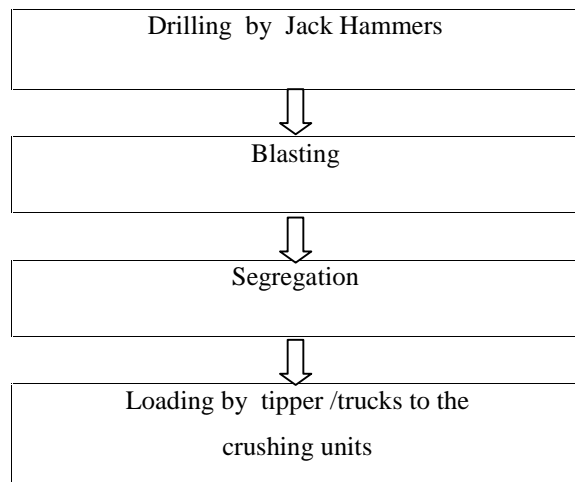 Drilling by Jack Hammers
Blasting
Segregation
Loading by tipper /trucks to the
crushing units